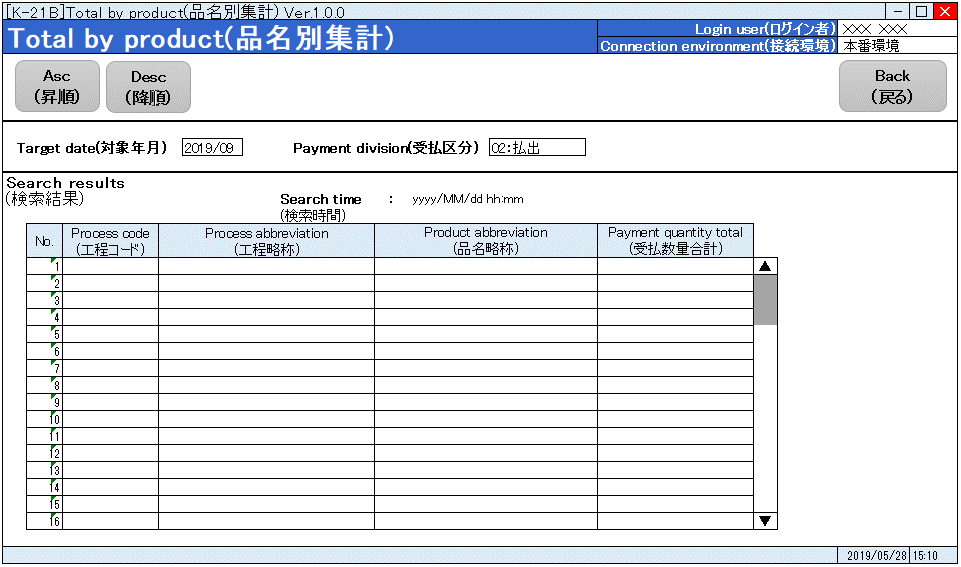 [K-21B]Total by product(品名別集計) Ver.1.0.0
Total by product(品名別集計)
Login user(ログイン者) XXX XXX
Connection environment(接続環境) 本番環境
Asc
(昇順)
Desc
(降順)
Back
(戻る)
Target date(対象年月) 2019/09 Payment division(受払区分) 02:払出
Search results
(検索結果)
Search time : yyyy/MM/dd hh:mm
(検索時間)
No.
Process code
(工程コード)
Process abbreviation
(工程略称)
Product abbreviation
(品名略称)
Payment quantity total
(受払数量合計)
1
2
3
4
5
6
7
8
9
10
11
12
13
14
15
16
2019/05/28 15:10